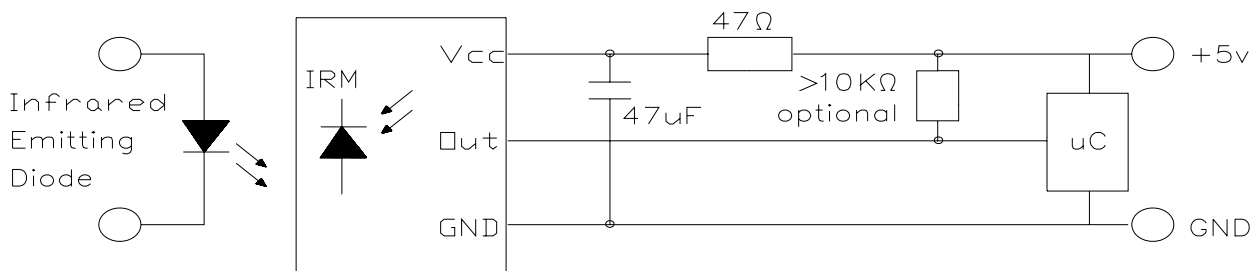 Infrared
Emitting
Diode
IRM
Vcc
Out
GND
47uF
47Ω
>10KΩ
optional
uC
+5v
GND